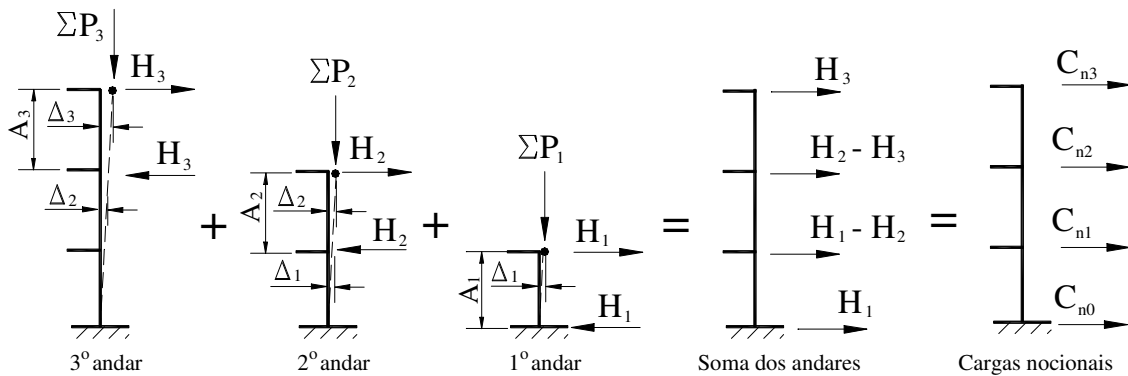 ΣP₃
H₃
A₃
Δ₃
H₃
Δ₂
3º andar
+
ΣP₂
H₂
A₂
Δ₂
H₂
Δ₁
2º andar
+
ΣP₁
H₁
A₁
Δ₁
H₁
1º andar
=
H₃
H₂ - H₃
H₁ - H₂
H₁
Soma dos andares
=
Cₙ₃
Cₙ₂
Cₙ₁
Cₙ₀
Cargas nocionais